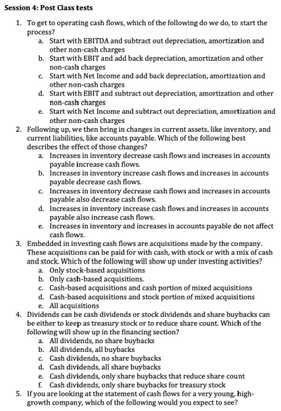 Session 4: Post Class tests
1. To get to operating cash flows, which of the following do we do, to start the
process?
a. Start with EBITDA and subtract out depreciation, amortization and
other non-cash charges
b. Start with EBIT and add back depreciation, amortization and other
non-cash charges
c. Start with Net Income and add back depreciation, amortization and
other non-cash charges
d. Start with EBIT and subtract out depreciation, amortization and other
non-cash charges
e. Start with Net Income and subtract out depreciation, amortization and
other non-cash charges
2. Following up, we then bring in changes in current assets, like inventory, and
current liabilities, like accounts payable. Which of the following best
describes the effect of those changes?
a. Increases in inventory decrease cash flows and increases in accounts
payable increase cash flows.
b. Increases in inventory increase cash flows and increases in accounts
payable decrease cash flows.
c. Increases in inventory decrease cash flows and increases in accounts
payable also decrease cash flows.
d. Increases in inventory increase cash flows and increases in accounts
payable also increase cash flows.
e. Increases in inventory and increases in accounts payable do not affect
cash flows.
3. Embedded in investing cash flows are acquisitions made by the company.
These acquisitions can be paid for with cash, with stock or with a mix of cash
and stock. Which of the following will show up under investing activities?
a. Only stock-based acquisitions
b. Only cash-based acquisitions.
c. Cash-based acquisitions and cash portion of mixed acquisitions
d. Cash-based acquisitions and stock portion of mixed acquisitions
e. All acquisitions
4. Dividends can be cash dividends or stock dividends and share buybacks can
be either to keep as treasury stock or to reduce share count. Which of the
following will show up in the financing section?
a. All dividends, no share buybacks
b. All dividends, all buybacks
c. Cash dividends, no share buybacks
d. Cash dividends, all share buybacks
e. Cash dividends, only share buybacks that reduce share count
f. Cash dividends, only share buybacks for treasury stock
5. If you are looking at the statement of cash flows for a very young, high-
growth company, which of the following would you expect to see?